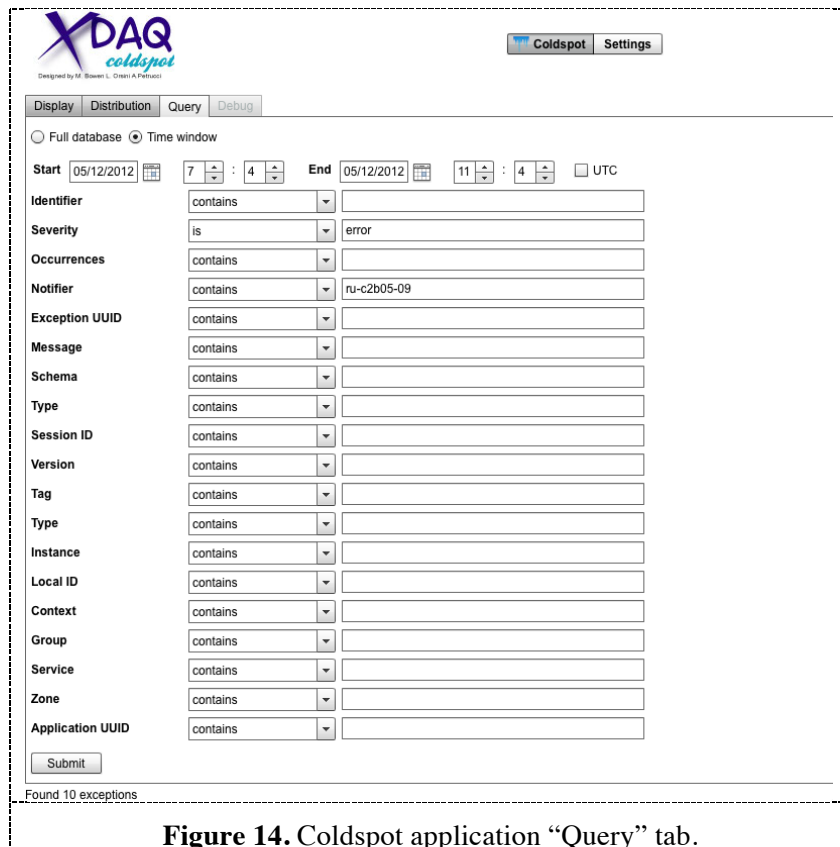 XDAQ
coldspot
Designed by M. Bowen L. Orsini A Petrucci
Coldspot Settings
Display Distribution Query Debug
Full database Time window
Start 05/12/2012 7 : 4 End 05/12/2012 11 : 4 UTC
Identifier contains
Severity is error
Occurrences contains
Notifier contains ru-c2b05-09
Exception UUID contains
Message contains
Schema contains
Type contains
Session ID contains
Version contains
Tag contains
Type contains
Instance contains
Local ID contains
Context contains
Group contains
Service contains
Zone contains
Application UUID contains
Submit
Found 10 exceptions
Figure 14. Coldspot application “Query” tab.